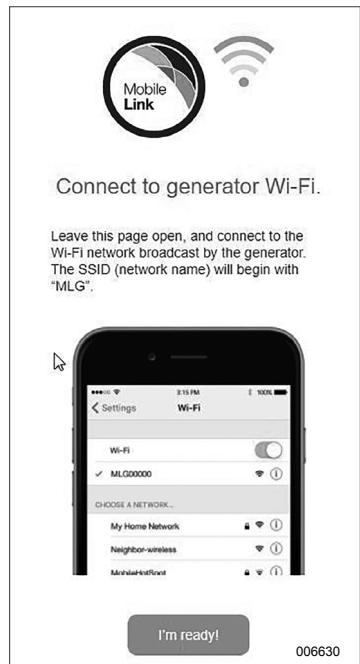 Mobile
Link
Connect to generator Wi-Fi.
Leave this page open, and connect to the
Wi-Fi network broadcast by the generator.
The SSID (network name) will begin with
“MLG”.
3:15 PM 100%
Settings Wi-Fi
Wi-Fi
MLG00000
CHOOSE A NETWORK...
My Home Network
Neighbor-wireless
MobileHotSpot
I'm ready!
006630